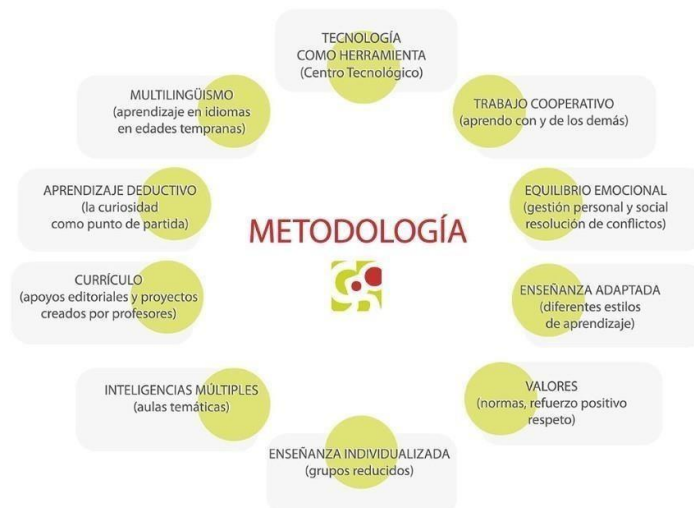 TECNOLOGÍA
COMO HERRAMIENTA
(Centro Tecnológico)
MULTILINGÜISMO
(aprendizaje en idiomas
en edades tempranas)
TRABAJO COOPERATIVO
(aprendo con y de los demás)
APRENDIZAJE DEDUCTIVO
(la curiosidad
como punto de partida)
EQUILIBRIO EMOCIONAL
(gestión personal y social
resolución de conflictos)
METODOLOGÍA
CURRÍCULO
(apoyos editoriales y proyectos
creados por profesores)
ENSEÑANZA ADAPTADA
(diferentes estilos
de aprendizaje)
INTELIGENCIAS MÚLTIPLES
(aulas temáticas)
VALORES
(normas, refuerzo positivo
respeto)
ENSEÑANZA INDIVIDUALIZADA
(grupos reducidos)